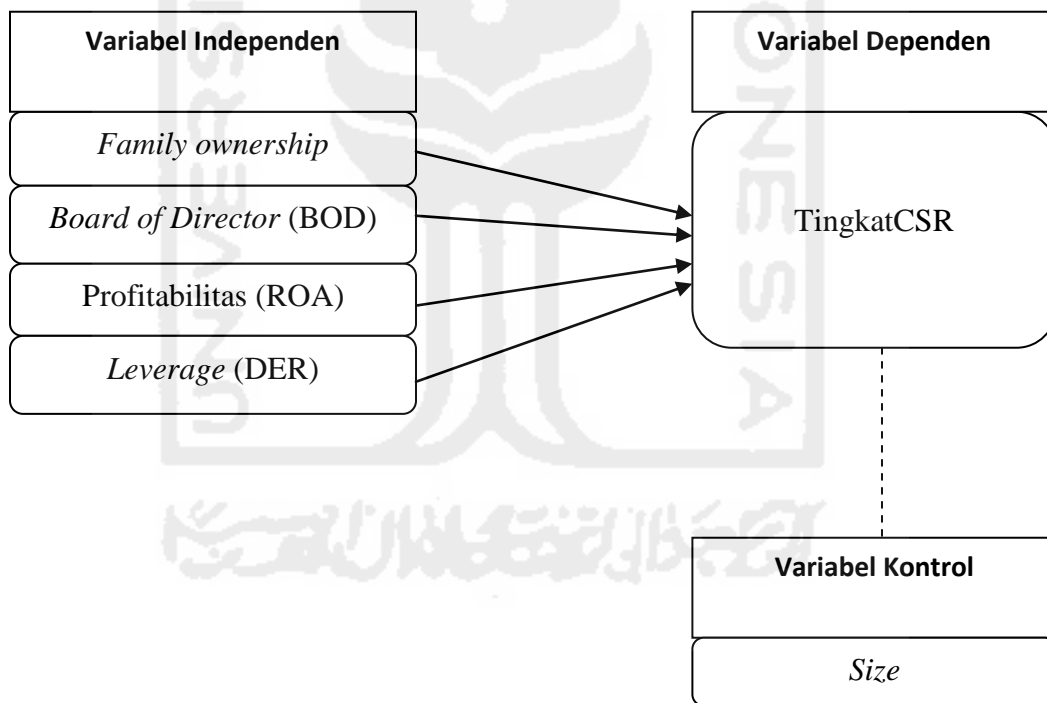 Variabel Independen
Variabel Dependen
Family ownership
Board of Director (BOD)
Profitabilitas (ROA)
Leverage (DER)
TingkatCSR
Variabel Kontrol
Size